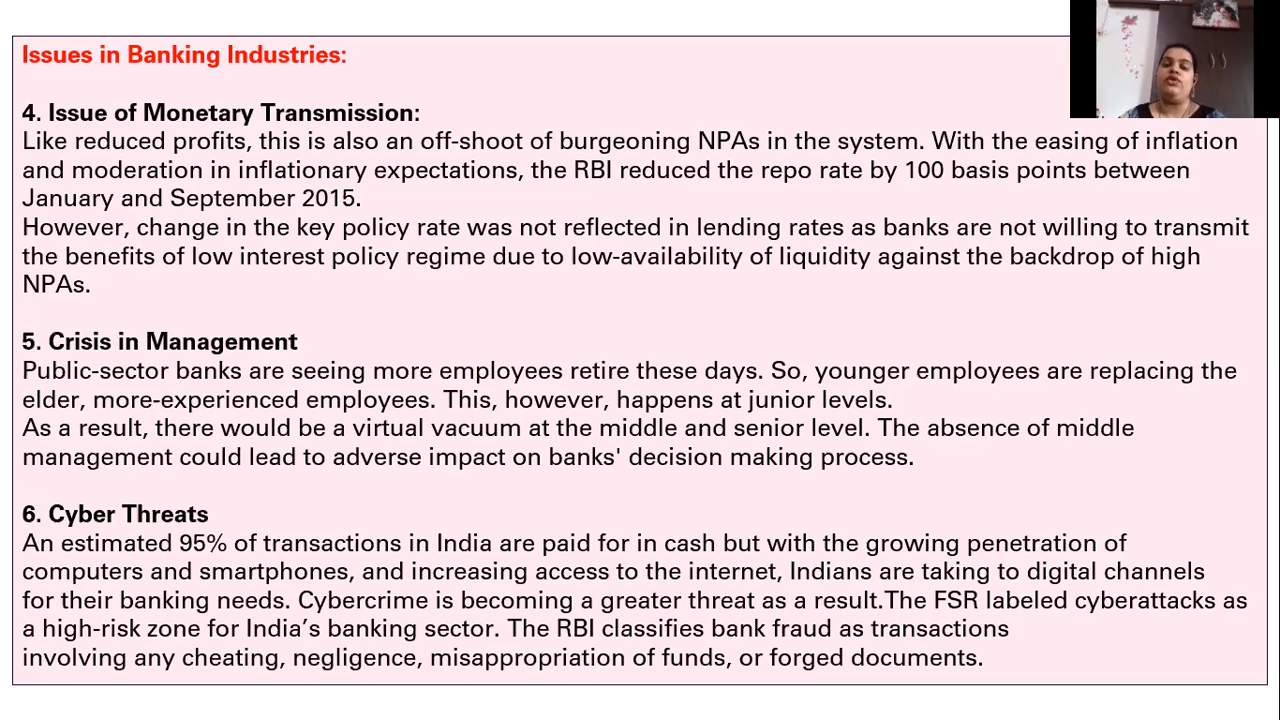 Issues in Banking Industries:
4. Issue of Monetary Transmission:
Like reduced profits, this is also an off-shoot of burgeoning NPAs in the system. With the easing of inflation
and moderation in inflationary expectations, the RBI reduced the repo rate by 100 basis points between
January and September 2015.
However, change in the key policy rate was not reflected in lending rates as banks are not willing to transmit
the benefits of low interest policy regime due to low-availability of liquidity against the backdrop of high
NPAs.
5. Crisis in Management
Public-sector banks are seeing more employees retire these days. So, younger employees are replacing the
elder, more-experienced employees. This, however, happens at junior levels.
As a result, there would be a virtual vacuum at the middle and senior level. The absence of middle
management could lead to adverse impact on banks' decision making process.
6. Cyber Threats
An estimated 95% of transactions in India are paid for in cash but with the growing penetration of
computers and smartphones, and increasing access to the internet, Indians are taking to digital channels
for their banking needs. Cybercrime is becoming a greater threat as a result.The FSR labeled cyberattacks as
a high-risk zone for India’s banking sector. The RBI classifies bank fraud as transactions
involving any cheating, negligence, misappropriation of funds, or forged documents.